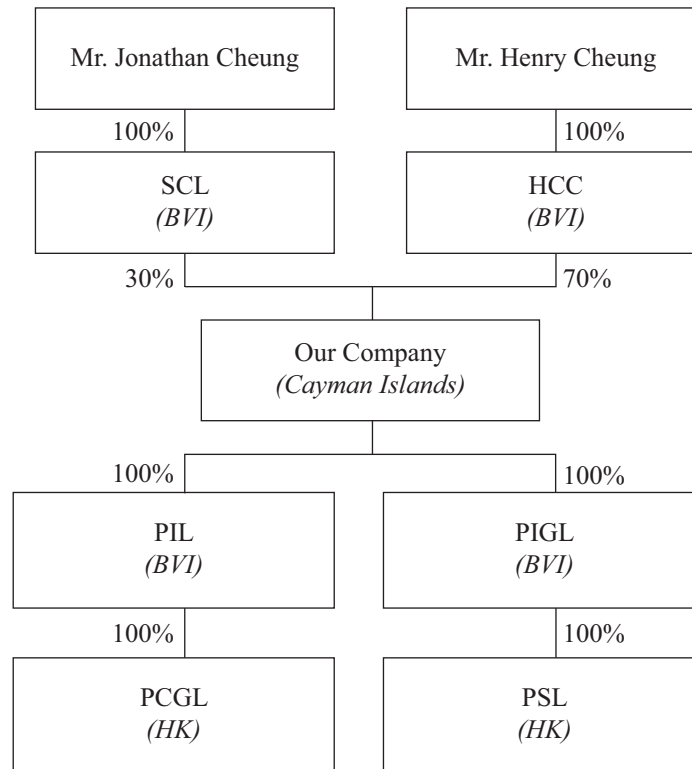 Mr. Jonathan Cheung
Mr. Henry Cheung
100%
100%
SCL
(BVI)
HCC
(BVI)
30%
70%
Our Company
(Cayman Islands)
100%
100%
PIL
(BVI)
PIGL
(BVI)
100%
100%
PCGL
(HK)
PSL
(HK)